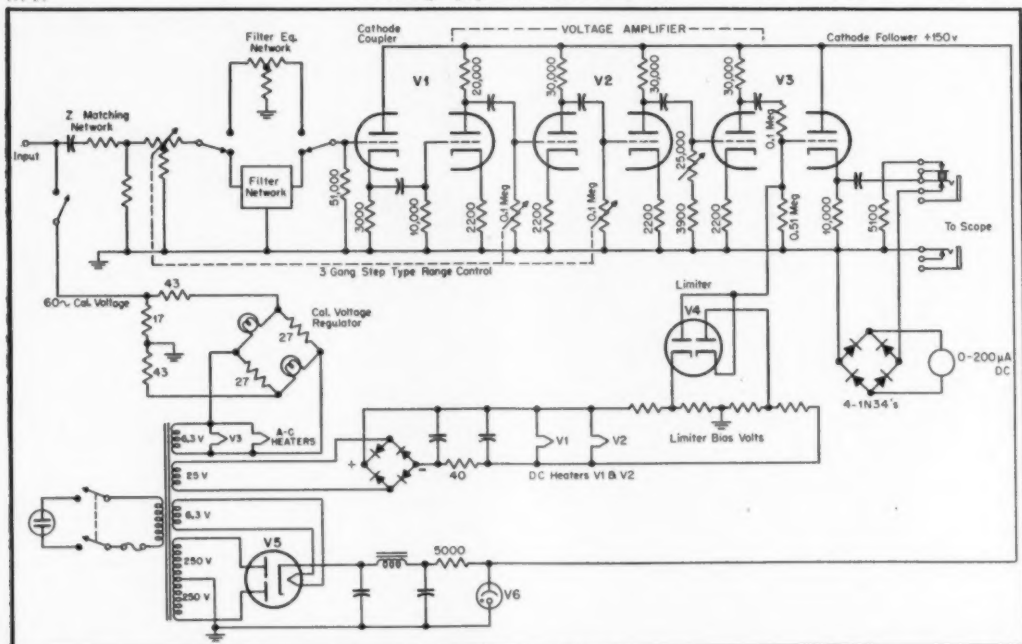 VOLTAGE AMPLIFIER
Filter Eq.
Network
Cathode
Coupler
Cathode Follower +150v
V1
V2
V3
20,000
30,000
30,000
30,000
Z Matching
Network
Input
Filter
Network
51,000
3000
10,000
2200
0.1 Meg
2200
0.1 Meg
2200
25,000
3900
2200
0.1 Meg
0.51 Meg
10,000
5100
To Scope
3 Gang Step Type Range Control
60~ Cal. Voltage
43
17
43
Cal. Voltage
Regulator
27
27
Limiter
V4
0-200μA
DC
4-1N34's
6.3 V
V3
A-C
HEATERS
25 V
+
-
40
V1
V2
DC Heaters V1 & V2
Limiter Bias Volts
6.3 V
250 V
250 V
V5
5000
V6